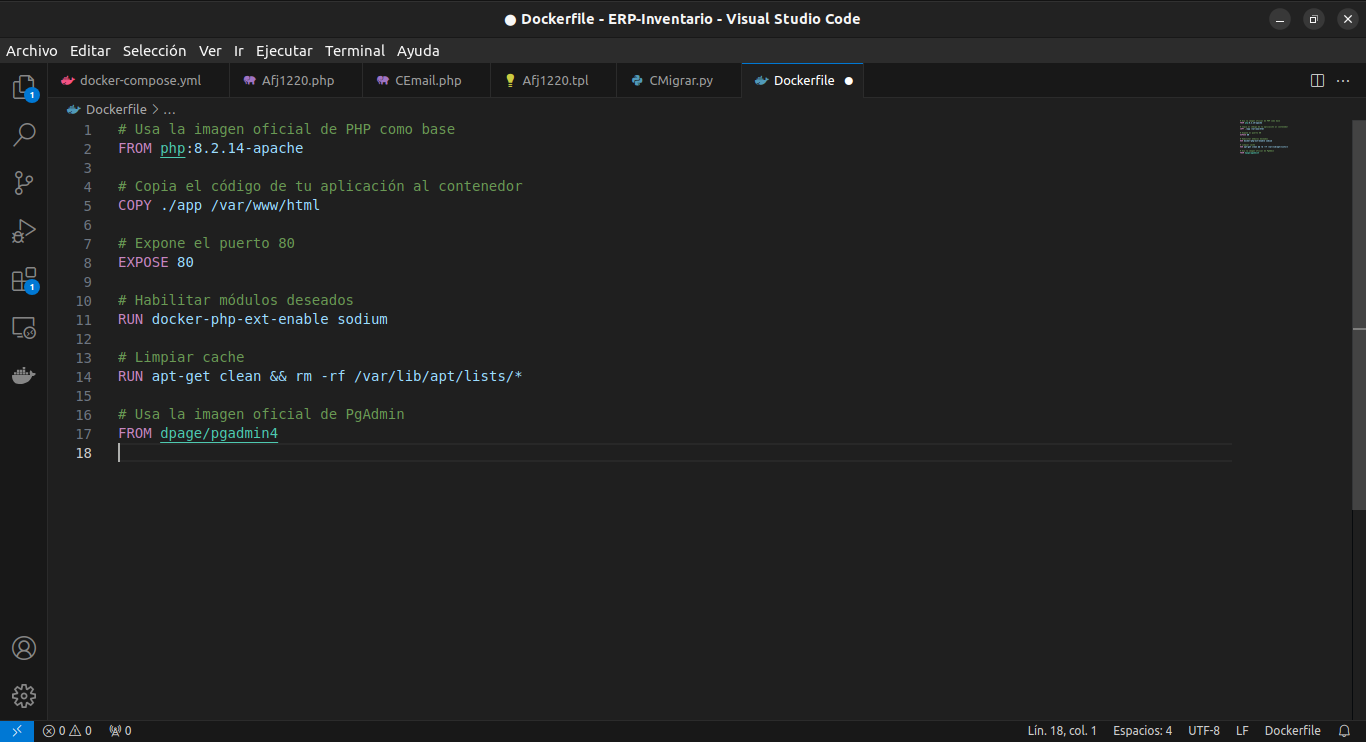 ● Dockerfile - ERP-Inventario - Visual Studio Code
Archivo Editar Selección Ver Ir Ejecutar Terminal Ayuda
docker-compose.yml Afj1220.php CEmail.php Afj1220.tpl CMigrar.py Dockerfile ●
Dockerfile > ...
1 # Usa la imagen oficial de PHP como base
2 FROM php:8.2.14-apache
3
4 # Copia el código de tu aplicación al contenedor
5 COPY ./app /var/www/html
6
7 # Expone el puerto 80
8 EXPOSE 80
9
10 # Habilitar módulos deseados
11 RUN docker-php-ext-enable sodium
12
13 # Limpiar cache
14 RUN apt-get clean && rm -rf /var/lib/apt/lists/*
15
16 # Usa la imagen oficial de PgAdmin
17 FROM dpage/pgadmin4
18
1
1
0 0 0 Lín. 18, col. 1 Espacios: 4 UTF-8 LF Dockerfile